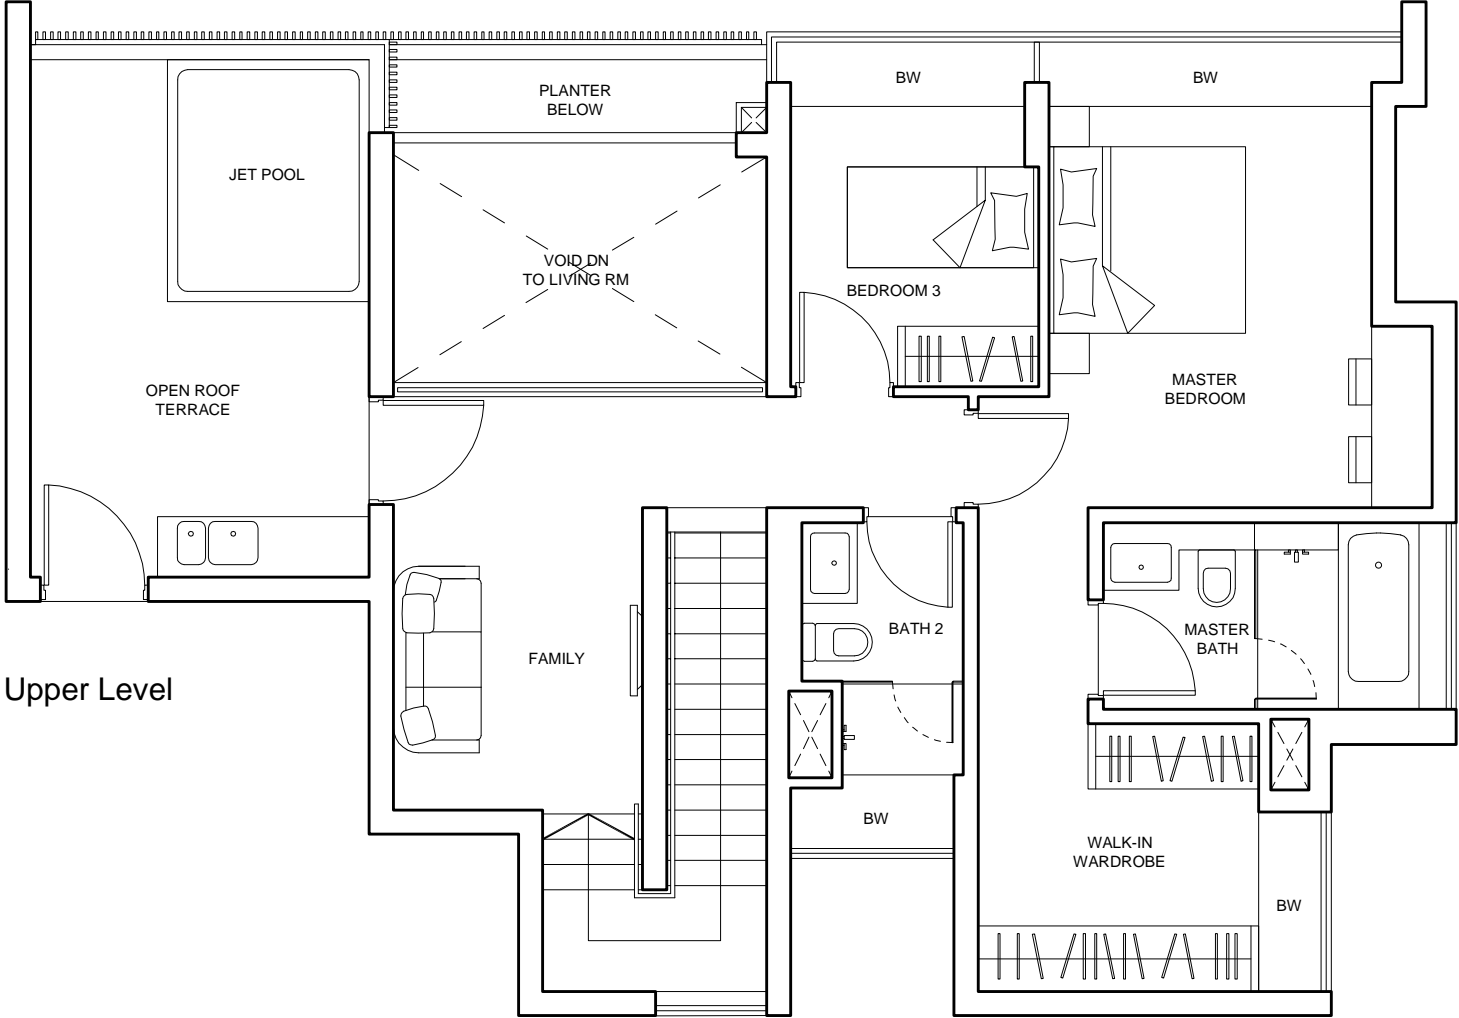 PLANTER
BELOW
BW
BW
JET POOL
VOID DN
TO LIVING RM
BEDROOM 3
OPEN ROOF
TERRACE
MASTER
BEDROOM
BATH 2
MASTER
BATH
FAMILY
Upper Level
BW
WALK-IN
WARDROBE
BW